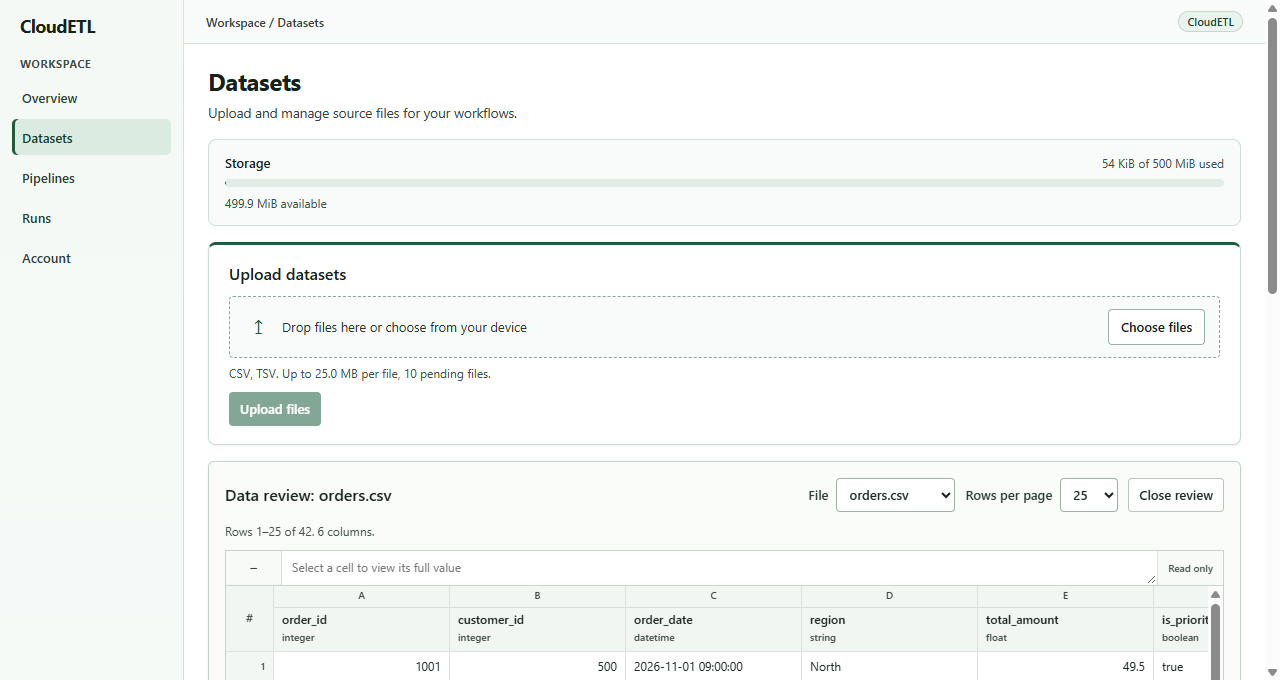 CloudETL
WORKSPACE
Overview
Datasets
Pipelines
Runs
Account
Workspace / Datasets
CloudETL
Datasets
Upload and manage source files for your workflows.
Storage
54 KiB of 500 MiB used
499.9 MiB available
Upload datasets
Drop files here or choose from your device
Choose files
CSV, TSV. Up to 25.0 MB per file, 10 pending files.
Upload files
Data review: orders.csv
File
orders.csv
Rows per page
25
Close review
Rows 1–25 of 42. 6 columns.
–
Select a cell to view its full value
Read only
# A B C D E
order_id customer_id order_date region total_amount is_priorit
integer integer datetime string float boolean
1 1001 500 2026-11-01 09:00:00 North 49.5 true